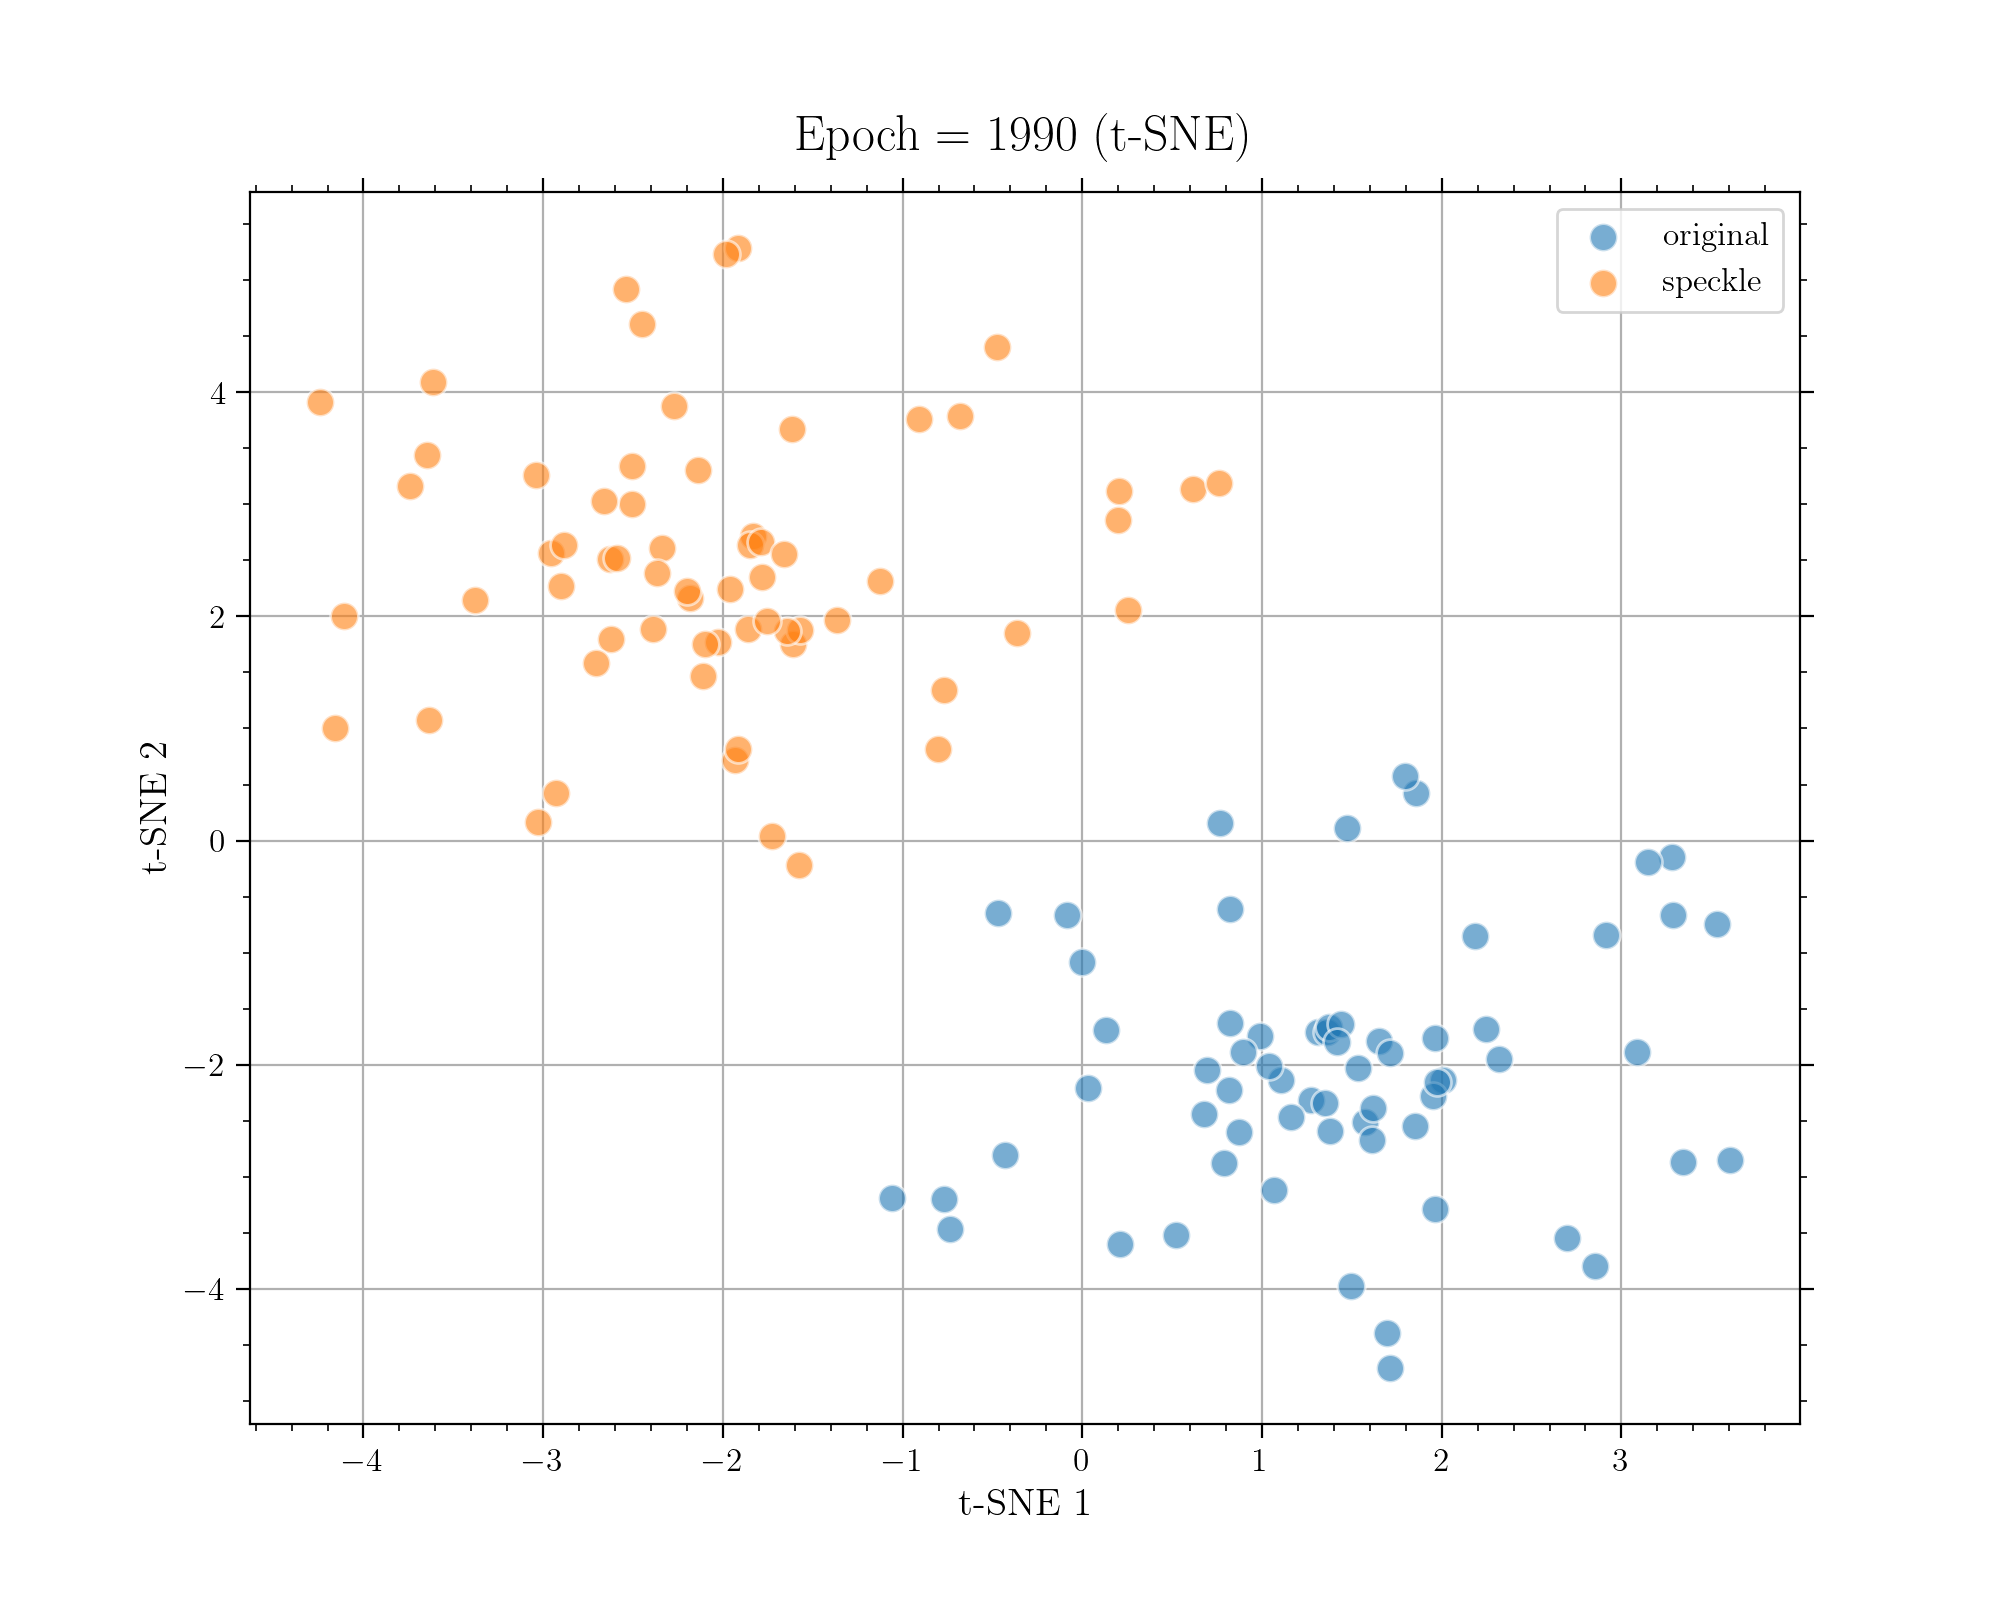 Epoch = 1990 (t-SNE)
original
speckle
4
2
0
−2
−4
t-SNE 2
−4 −3 −2 −1 0 1 2 3
t-SNE 1